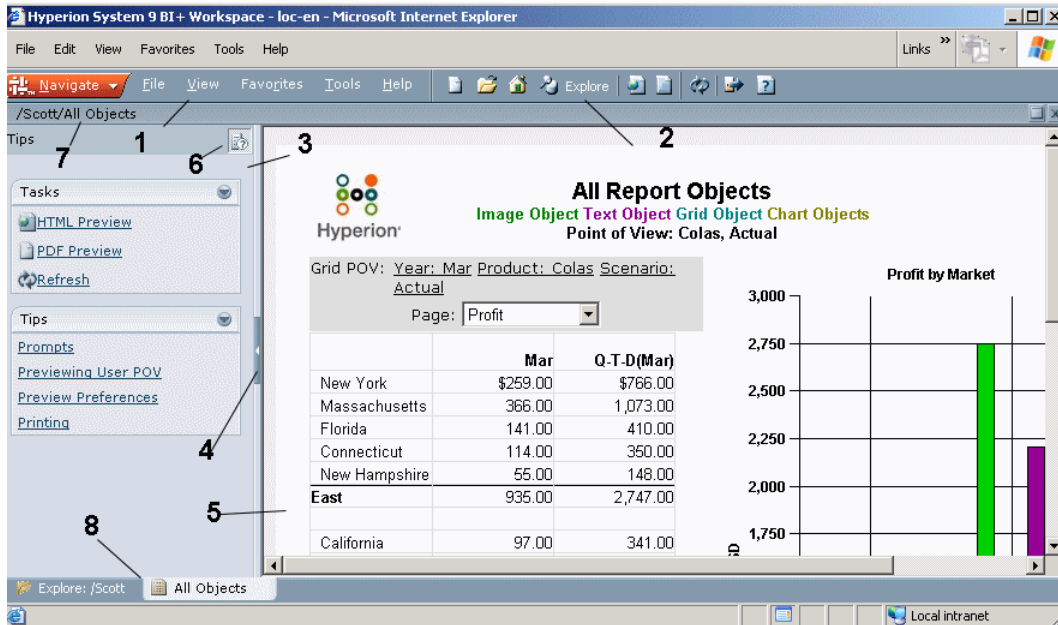 Hyperion System 9 BI+ Workspace - loc-en - Microsoft Internet Explorer
File Edit View Favorites Tools Help Links »
Navigate File View Favorites Tools Help Explore
/Scott/All Objects
1
2
3
6
7
Tips
Tasks
HTML Preview
PDF Preview
Refresh
Tips
Prompts
Previewing User POV
Preview Preferences
Printing
4
5
8
Hyperion
All Report Objects
Image Object Text Object Grid Object Chart Objects
Point of View: Colas, Actual
Grid POV: Year: Mar Product: Colas Scenario:
Actual
Page: Profit
Mar Q-T-D(Mar)
New York $259.00 $766.00
Massachusetts 366.00 1,073.00
Florida 141.00 410.00
Connecticut 114.00 350.00
New Hampshire 55.00 148.00
East 935.00 2,747.00
California 97.00 341.00
Profit by Market
3,000
2,750
2,500
2,250
2,000
1,750
SD
Explore: /Scott All Objects
Local intranet